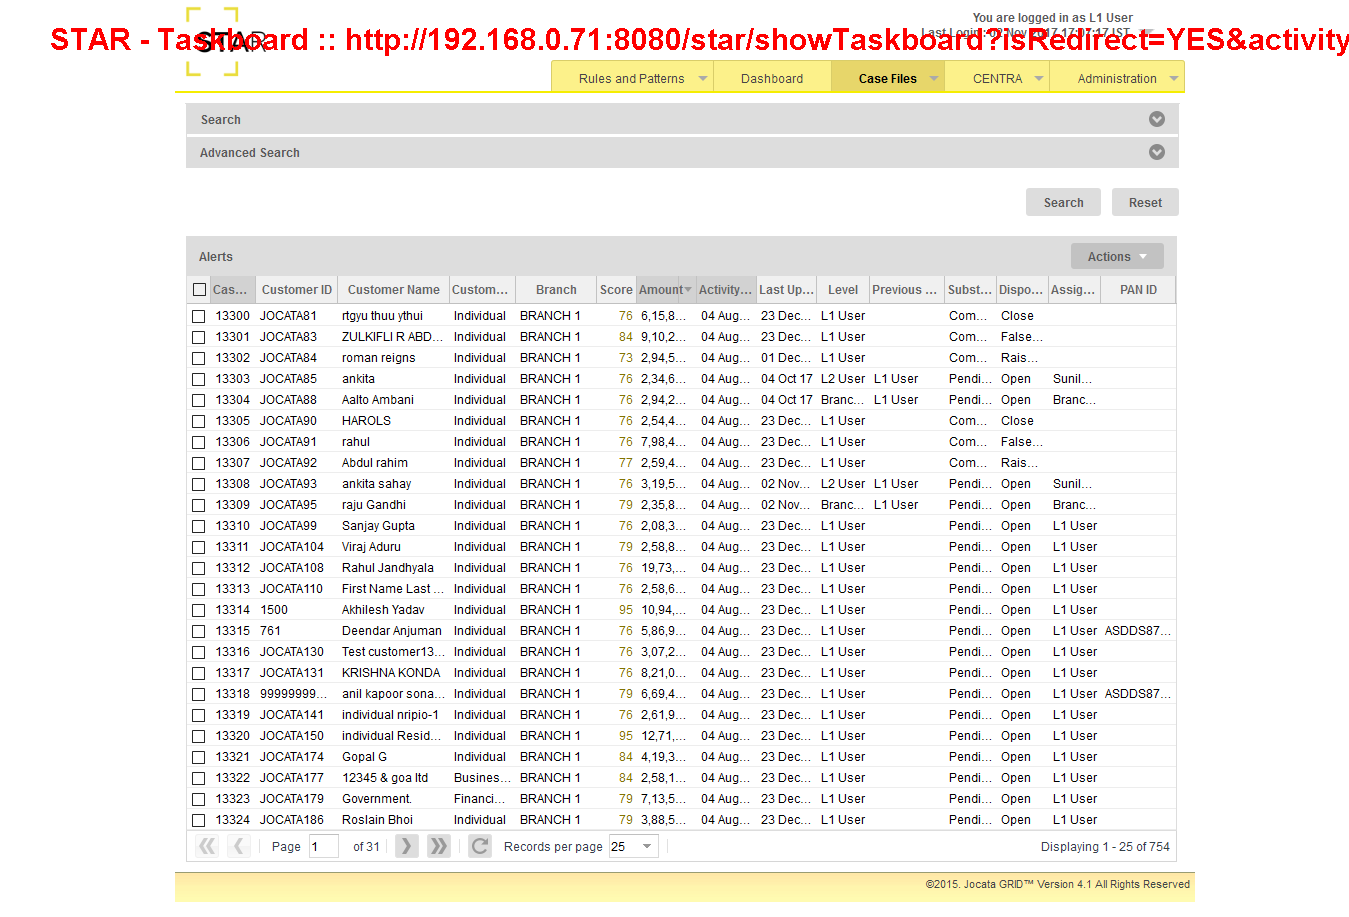 You are logged in as L1 User
STAR
STAR - Taskboard :: http://192.168.0.71:8080/star/showTaskboard?isRedirect=YES&activity
Last Login : 02 Nov 2017 17:07:17 IST
Rules and Patterns Dashboard Case Files CENTRA Administration
Search
Advanced Search
Search Reset
Alerts Actions
Cas... Customer ID Customer Name Custom... Branch Score Amount Activity... Last Up... Level Previous ... Subst... Dispo... Assig... PAN ID
13300 JOCATA81 rtgyu thuu ythui Individual BRANCH 1 76 6,15,8... 04 Aug... 23 Dec... L1 User Com... Close
13301 JOCATA83 ZULKIFLI R ABD... Individual BRANCH 1 84 9,10,2... 04 Aug... 23 Dec... L1 User Com... False...
13302 JOCATA84 roman reigns Individual BRANCH 1 73 2,94,5... 04 Aug... 01 Dec... L1 User Com... Rais...
13303 JOCATA85 ankita Individual BRANCH 1 76 2,34,6... 04 Aug... 04 Oct 17 L2 User L1 User Pendi... Open Sunil...
13304 JOCATA88 Aalto Ambani Individual BRANCH 1 76 2,94,2... 04 Aug... 04 Oct 17 Branc... L1 User Pendi... Open Branc...
13305 JOCATA90 HAROLS Individual BRANCH 1 76 2,54,4... 04 Aug... 23 Dec... L1 User Com... Close
13306 JOCATA91 rahul Individual BRANCH 1 76 7,98,4... 04 Aug... 23 Dec... L1 User Com... False...
13307 JOCATA92 Abdul rahim Individual BRANCH 1 77 2,59,4... 04 Aug... 23 Dec... L1 User Com... Rais...
13308 JOCATA93 ankita sahay Individual BRANCH 1 76 3,19,5... 04 Aug... 02 Nov... L2 User L1 User Pendi... Open Sunil...
13309 JOCATA95 raju Gandhi Individual BRANCH 1 79 2,35,8... 04 Aug... 02 Nov... Branc... L1 User Pendi... Open Branc...
13310 JOCATA99 Sanjay Gupta Individual BRANCH 1 76 2,08,3... 04 Aug... 23 Dec... L1 User Pendi... Open L1 User
13311 JOCATA104 Viraj Aduru Individual BRANCH 1 79 2,58,8... 04 Aug... 23 Dec... L1 User Pendi... Open L1 User
13312 JOCATA108 Rahul Jandhyala Individual BRANCH 1 76 19,73,... 04 Aug... 23 Dec... L1 User Pendi... Open L1 User
13313 JOCATA110 First Name Last ... Individual BRANCH 1 76 2,58,6... 04 Aug... 23 Dec... L1 User Pendi... Open L1 User
13314 1500 Akhilesh Yadav Individual BRANCH 1 95 10,94,... 04 Aug... 23 Dec... L1 User Pendi... Open L1 User
13315 761 Deendar Anjuman Individual BRANCH 1 76 5,86,9... 04 Aug... 23 Dec... L1 User Pendi... Open L1 User ASDDS87...
13316 JOCATA130 Test customer13... Individual BRANCH 1 76 3,07,2... 04 Aug... 23 Dec... L1 User Pendi... Open L1 User
13317 JOCATA131 KRISHNA KONDA Individual BRANCH 1 76 8,21,0... 04 Aug... 23 Dec... L1 User Pendi... Open L1 User
13318 99999999... anil kapoor sona... Individual BRANCH 1 79 6,69,4... 04 Aug... 23 Dec... L1 User Pendi... Open L1 User ASDDS87...
13319 JOCATA141 individual nripio-1 Individual BRANCH 1 76 2,61,9... 04 Aug... 23 Dec... L1 User Pendi... Open L1 User
13320 JOCATA150 individual Resid... Individual BRANCH 1 95 12,71,... 04 Aug... 23 Dec... L1 User Pendi... Open L1 User
13321 JOCATA174 Gopal G Individual BRANCH 1 84 4,19,3... 04 Aug... 23 Dec... L1 User Pendi... Open L1 User
13322 JOCATA177 12345 & goa ltd Busines... BRANCH 1 84 2,58,1... 04 Aug... 23 Dec... L1 User Pendi... Open L1 User
13323 JOCATA179 Government. Financi... BRANCH 1 79 7,13,5... 04 Aug... 23 Dec... L1 User Pendi... Open L1 User
13324 JOCATA186 Roslain Bhoi Individual BRANCH 1 79 3,88,5... 04 Aug... 23 Dec... L1 User Pendi... Open L1 User
Page 1 of 31 Records per page 25 Displaying 1 - 25 of 754
©2015. Jocata GRID™ Version 4.1 All Rights Reserved